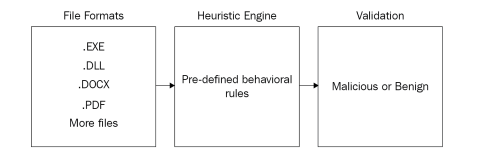 File Formats
Heuristic Engine
Validation
.EXE
.DLL
.DOCX
.PDF
More files
Pre-defined behavioral
rules
Malicious or Benign